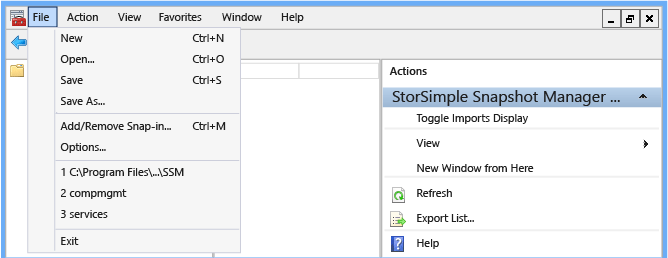 File Action View Favorites Window Help
New Ctrl+N
Open... Ctrl+O
Save Ctrl+S
Save As...
Add/Remove Snap-in... Ctrl+M
Options...
1 C:\Program Files\...\SSM
2 compmgmt
3 services
Exit
Actions
StorSimple Snapshot Manager ...
Toggle Imports Display
View
New Window from Here
Refresh
Export List...
Help